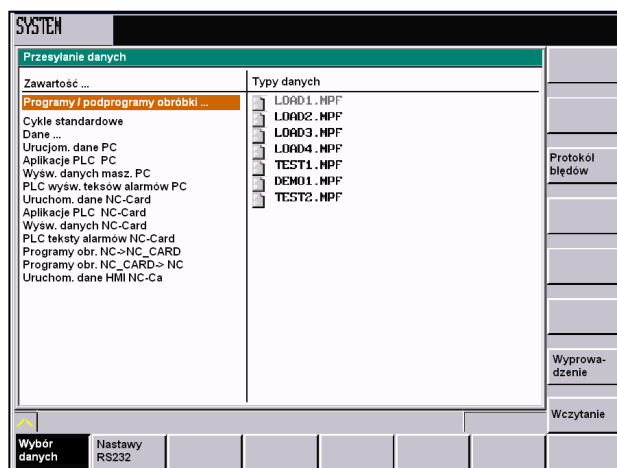 SYSTEM
Przesyłanie danych
Zawartość ...
Programy / podprogramy obróbki ...
Cykle standardowe
Dane ...
Urucjom. dane PC
Aplikacje PLC PC
Wyśw. danych masz. PC
PLC wyśw. teksów alarmów PC
Uruchom. dane NC-Card
Aplikacje PLC NC-Card
Wyśw. danych NC-Card
PLC teksty alarmów NC-Card
Programy obr. NC->NC_CARD
Programy obr. NC_CARD-> NC
Uruchom. dane HMI NC-Ca
Typy danych
LOAD1.MPF
LOAD2.MPF
LOAD3.MPF
LOAD4.MPF
TEST1.MPF
DEMO1.MPF
TEST2.MPF
Protokól
błędów
Wyprowa-
dzenie
Wczytanie
Wybór
danych
Nastawy
RS232